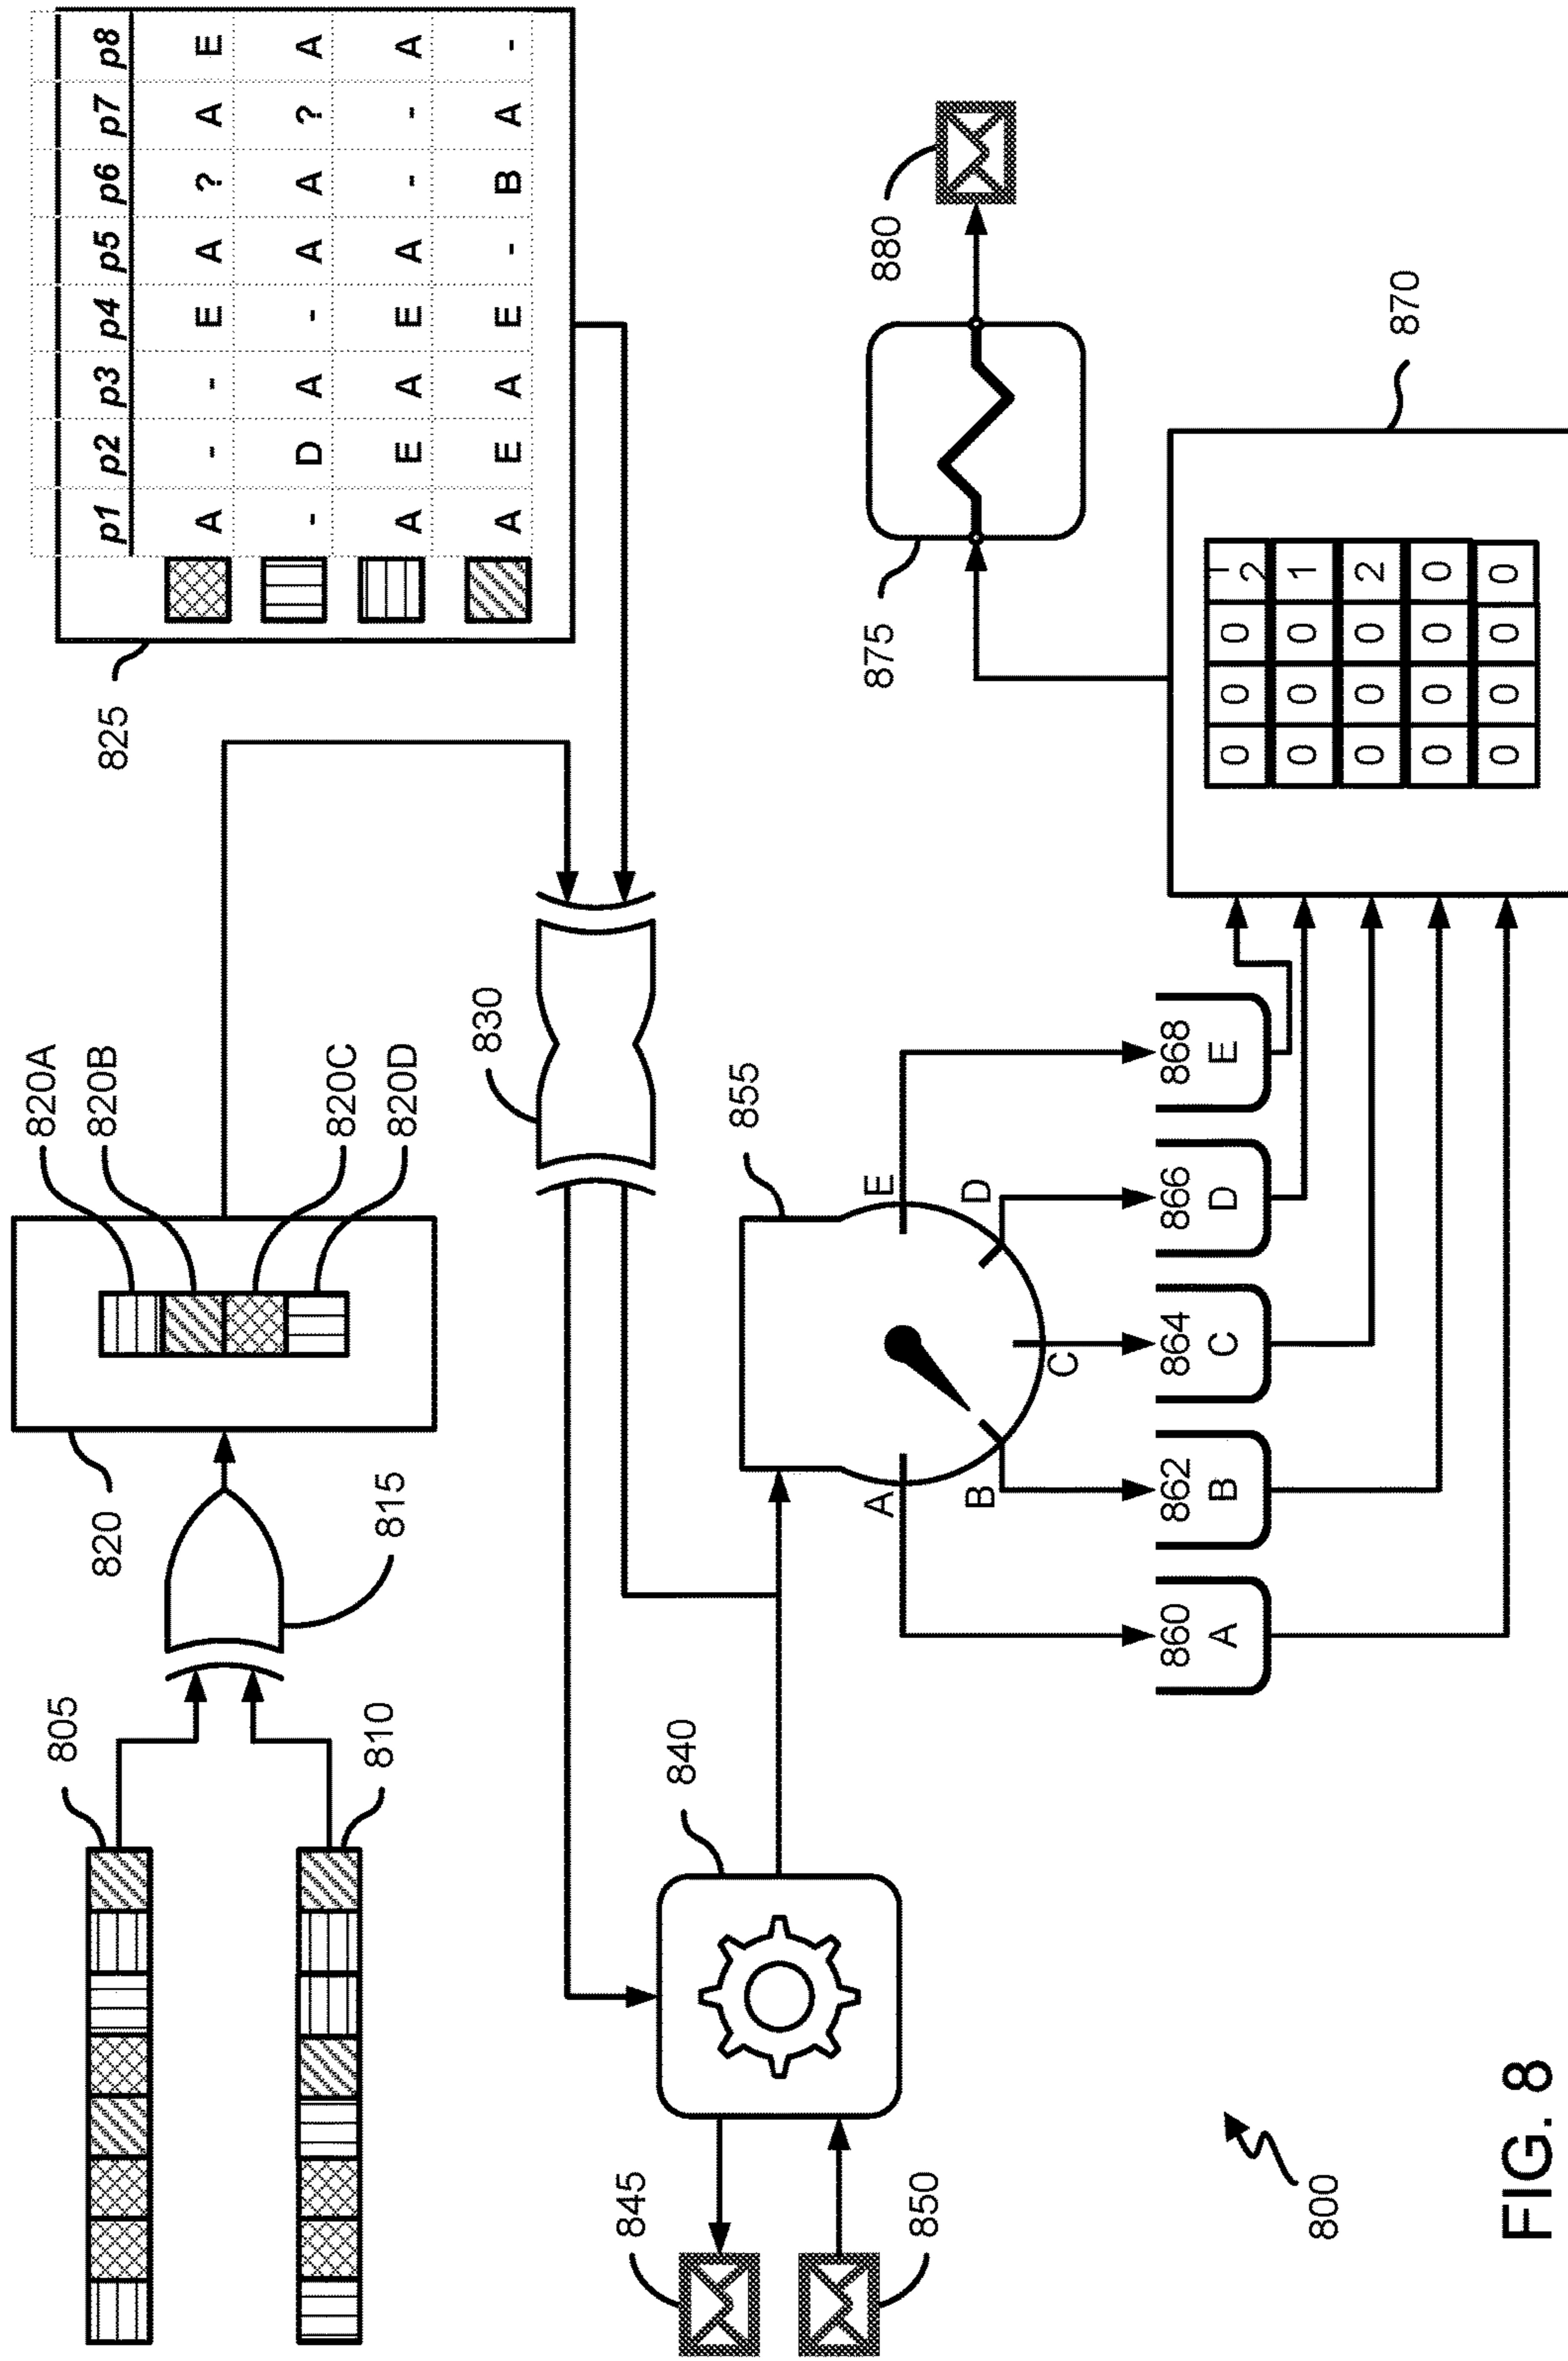 805
820
820A
820B
820C
820D
815
810
825
p1 p2 p3 p4 p5 p6 p7 p8
A - - E A ? A E
- D A - A A ? A
A E A E A - - A
A E A E - B A -
830
845
840
850
855
A
B
C
D
E
860
A
862
B
864
C
866
D
868
E
875
880
870
0 0 0 12
0 0 0 1
0 0 0 2
0 0 0 0
0 0 0 0
800
FIG. 8